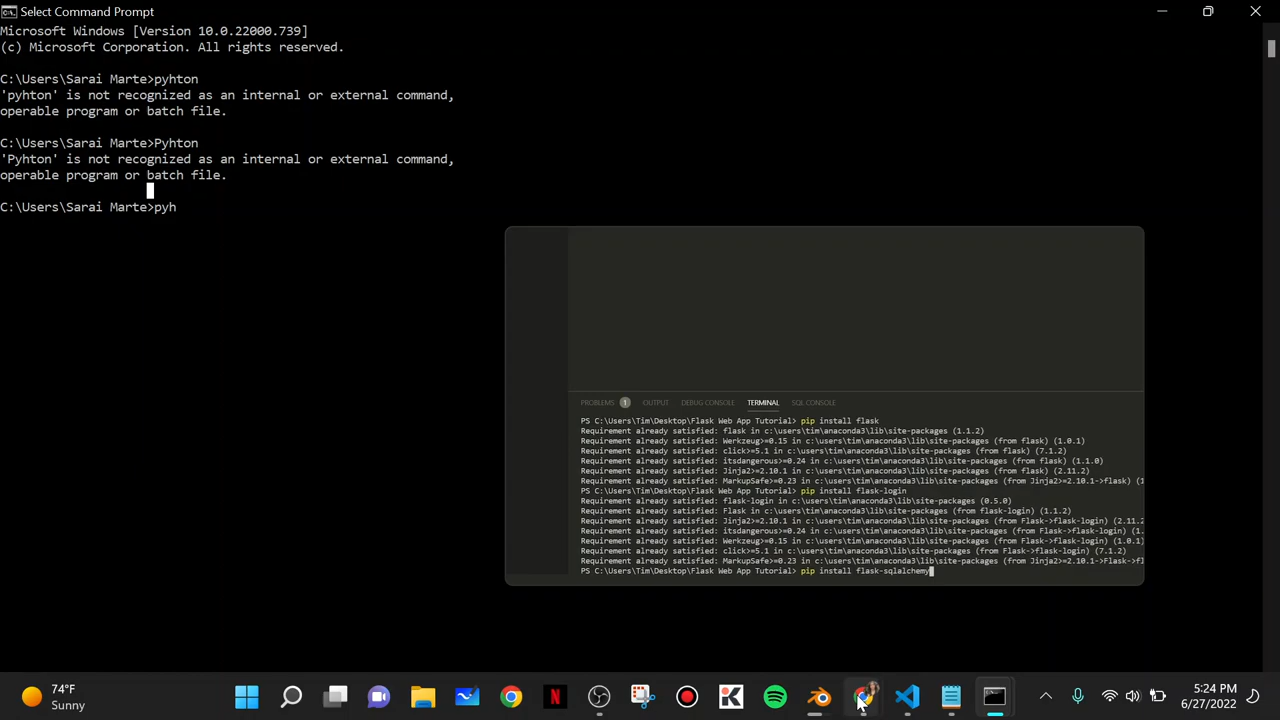 Select Command Prompt
Microsoft Windows [Version 10.0.22000.739]
(c) Microsoft Corporation. All rights reserved.
C:\Users\Sarai Marte>pyhton
'pyhton' is not recognized as an internal or external command,
operable program or batch file.
C:\Users\Sarai Marte>Pyhton
'Pyhton' is not recognized as an internal or external command,
operable program or batch file.
C:\Users\Sarai Marte>pyh
PROBLEMS 1 OUTPUT DEBUG CONSOLE TERMINAL SQL CONSOLE
PS C:\Users\Tim\Desktop\Flask Web App Tutorial> pip install flask
Requirement already satisfied: flask in c:\users\tim\anaconda3\lib\site-packages (1.1.2)
Requirement already satisfied: Werkzeug>=0.15 in c:\users\tim\anaconda3\lib\site-packages (from flask) (1.0.1)
Requirement already satisfied: click>=5.1 in c:\users\tim\anaconda3\lib\site-packages (from flask) (7.1.2)
Requirement already satisfied: itsdangerous>=0.24 in c:\users\tim\anaconda3\lib\site-packages (from flask) (1.1.0)
Requirement already satisfied: Jinja2>=2.10.1 in c:\users\tim\anaconda3\lib\site-packages (from flask) (2.11.2)
Requirement already satisfied: MarkupSafe>=0.23 in c:\users\tim\anaconda3\lib\site-packages (from Jinja2>=2.10.1->flask) (1
PS C:\Users\Tim\Desktop\Flask Web App Tutorial> pip install flask-login
Requirement already satisfied: flask-login in c:\users\tim\anaconda3\lib\site-packages (0.5.0)
Requirement already satisfied: Flask in c:\users\tim\anaconda3\lib\site-packages (from flask-login) (1.1.2)
Requirement already satisfied: Jinja2>=2.10.1 in c:\users\tim\anaconda3\lib\site-packages (from Flask->flask-login) (2.11.2
Requirement already satisfied: itsdangerous>=0.24 in c:\users\tim\anaconda3\lib\site-packages (from Flask->flask-login) (1.
Requirement already satisfied: Werkzeug>=0.15 in c:\users\tim\anaconda3\lib\site-packages (from Flask->flask-login) (1.0.1)
Requirement already satisfied: click>=5.1 in c:\users\tim\anaconda3\lib\site-packages (from Flask->flask-login) (7.1.2)
Requirement already satisfied: MarkupSafe>=0.23 in c:\users\tim\anaconda3\lib\site-packages (from Jinja2>=2.10.1->Flask->fl
PS C:\Users\Tim\Desktop\Flask Web App Tutorial> pip install flask-sqlalchemy
74°F
Sunny
5:24 PM
6/27/2022